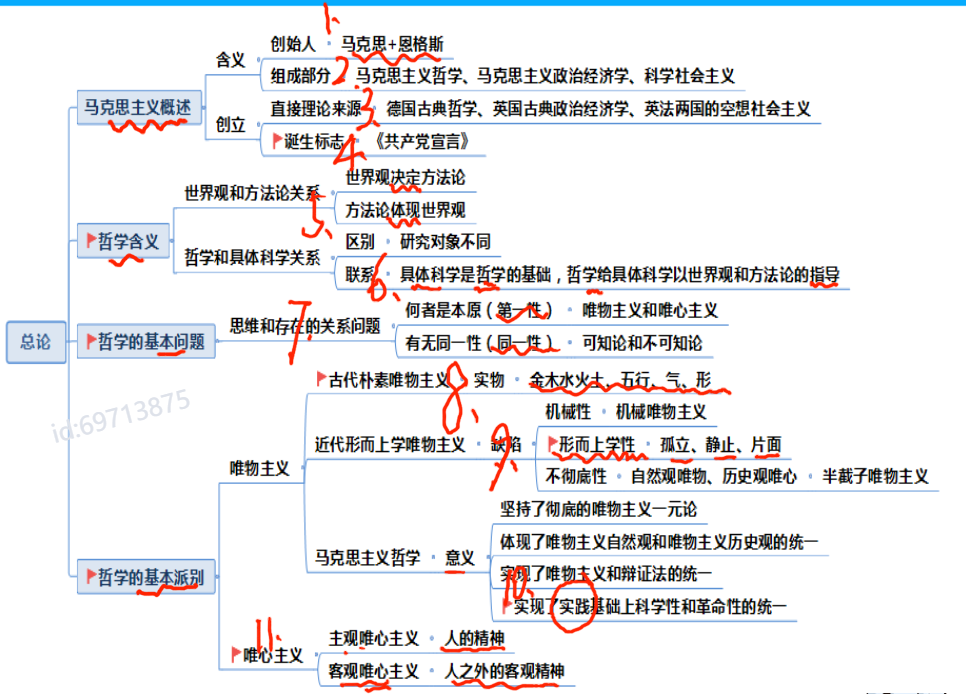 1.
创始人 · 马克思+恩格斯
含义
2. 组成部分 · 马克思主义哲学、马克思主义政治经济学、科学社会主义
马克思主义概述
3. 直接理论来源 · 德国古典哲学、英国古典政治经济学、英法两国的空想社会主义
创立
4. 诞生标志 · 《共产党宣言》
世界观决定方法论
世界观和方法论关系
方法论体现世界观
5.
哲学含义
区别 · 研究对象不同
哲学和具体科学关系
6. 联系 · 具体科学是哲学的基础，哲学给具体科学以世界观和方法论的指导
总论
7.
何者是本原（第一性） · 唯物主义和唯心主义
哲学的基本问题
思维和存在的关系问题
有无同一性（同一性） · 可知论和不可知论
id:69713875
8. 古代朴素唯物主义 · 实物 · 金木水火土、五行、气、形
机械性 · 机械唯物主义
9. 近代形而上学唯物主义 · 缺陷
形而上学性 · 孤立、静止、片面
不彻底性 · 自然观唯物、历史观唯心 · 半截子唯物主义
唯物主义
坚持了彻底的唯物主义一元论
体现了唯物主义自然观和唯物主义历史观的统一
马克思主义哲学 · 意义
实现了唯物主义和辩证法的统一
哲学的基本派别
10. 实现了实践基础上科学性和革命性的统一
11.
主观唯心主义 · 人的精神
唯心主义
客观唯心主义 · 人之外的客观精神